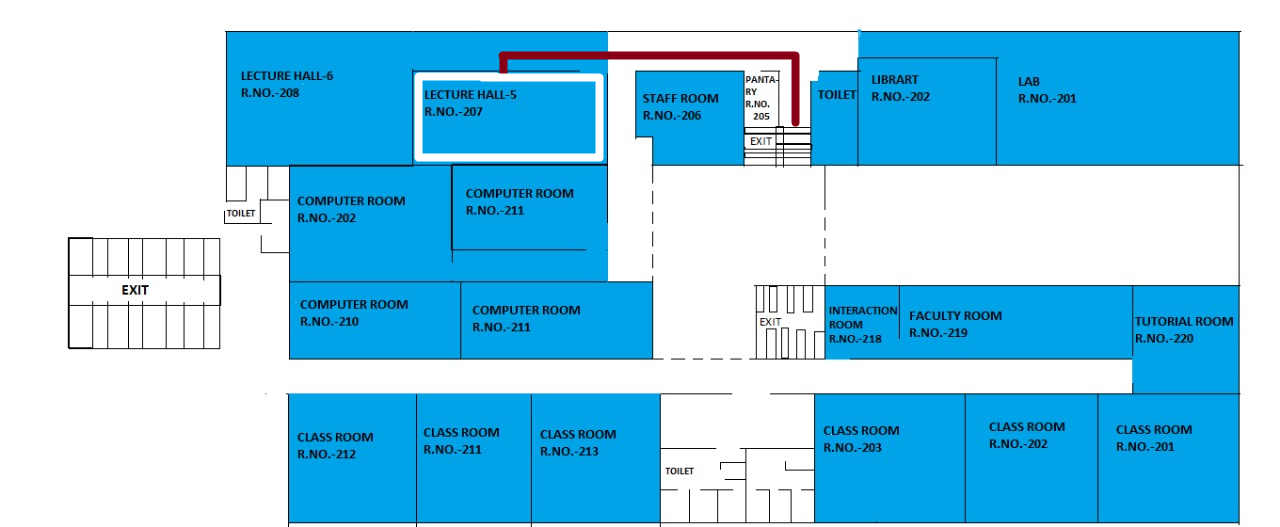 LECTURE HALL-6
R.NO.-208
LECTURE HALL-5
R.NO.-207
STAFF ROOM
R.NO.-206
PANTA-
RY
R.NO.
205
EXIT
TOILET
LIBRART
R.NO.-202
LAB
R.NO.-201
TOILET
COMPUTER ROOM
R.NO.-202
COMPUTER ROOM
R.NO.-211
EXIT
COMPUTER ROOM
R.NO.-210
COMPUTER ROOM
R.NO.-211
EXIT
INTERACTION
ROOM
R.NO.-218
FACULTY ROOM
R.NO.-219
TUTORIAL ROOM
R.NO.-220
CLASS ROOM
R.NO.-212
CLASS ROOM
R.NO.-211
CLASS ROOM
R.NO.-213
TOILET
CLASS ROOM
R.NO.-203
CLASS ROOM
R.NO.-202
CLASS ROOM
R.NO.-201